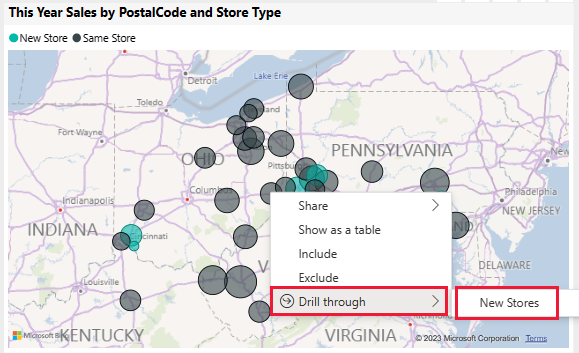 This Year Sales by PostalCode and Store Type
New Store Same Store
Lake Erie
Detroit
Toledo
Fort Wayne
OHIO
PENNSYLVANIA
New
Pittsburgh
Columbus
Philadelphia
NEW JERSEY
Indianapolis
INDIANA
Cincinnati
DELAWARE
Louisville
KENTUCKY
VIRGINIA
Share
Show as a table
Include
Exclude
Drill through
New Stores
Microsoft Bing
© 2023 Microsoft Corporation Terms